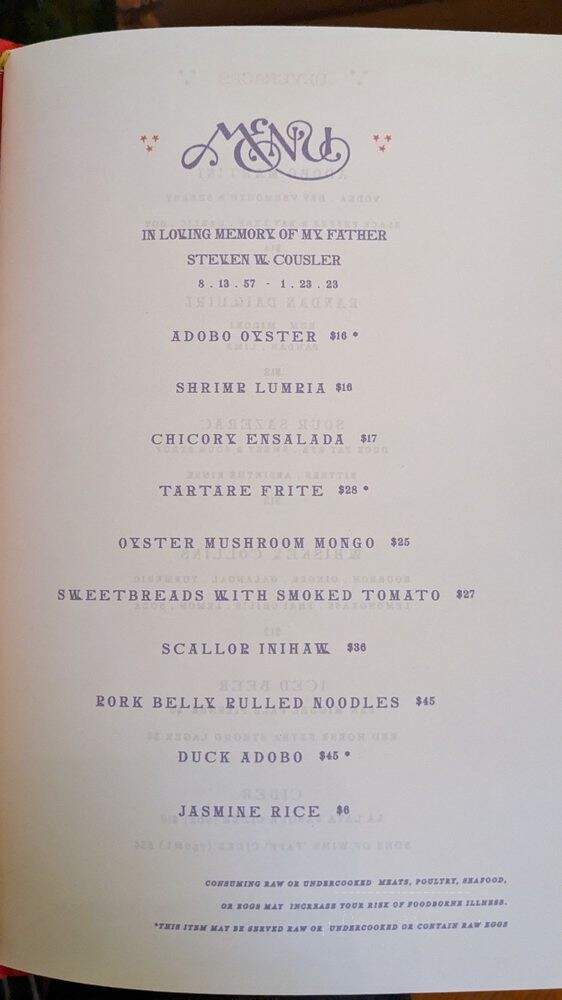 MENU
IN LOVING MEMORY OF MY FATHER
STEVEN W. COUSLER
8.13.57 - 1.23.23
ADOBO OYSTER $16 *
SHRIMP LUMPIA $16
CHICORY ENSALADA $17
TARTARE FRITE $28 *
OYSTER MUSHROOM MONGO $25
SWEETBREADS WITH SMOKED TOMATO $27
SCALLOP INIHAW $36
PORK BELLY PULLED NOODLES $45
DUCK ADOBO $45 *
JASMINE RICE $6
CONSUMING RAW OR UNDERCOOKED MEATS, POULTRY, SEAFOOD,
OR EGGS MAY INCREASE YOUR RISK OF FOODBORNE ILLNESS.
*THIS ITEM MAY BE SERVED RAW OR UNDERCOOKED OR CONTAIN RAW EGGS